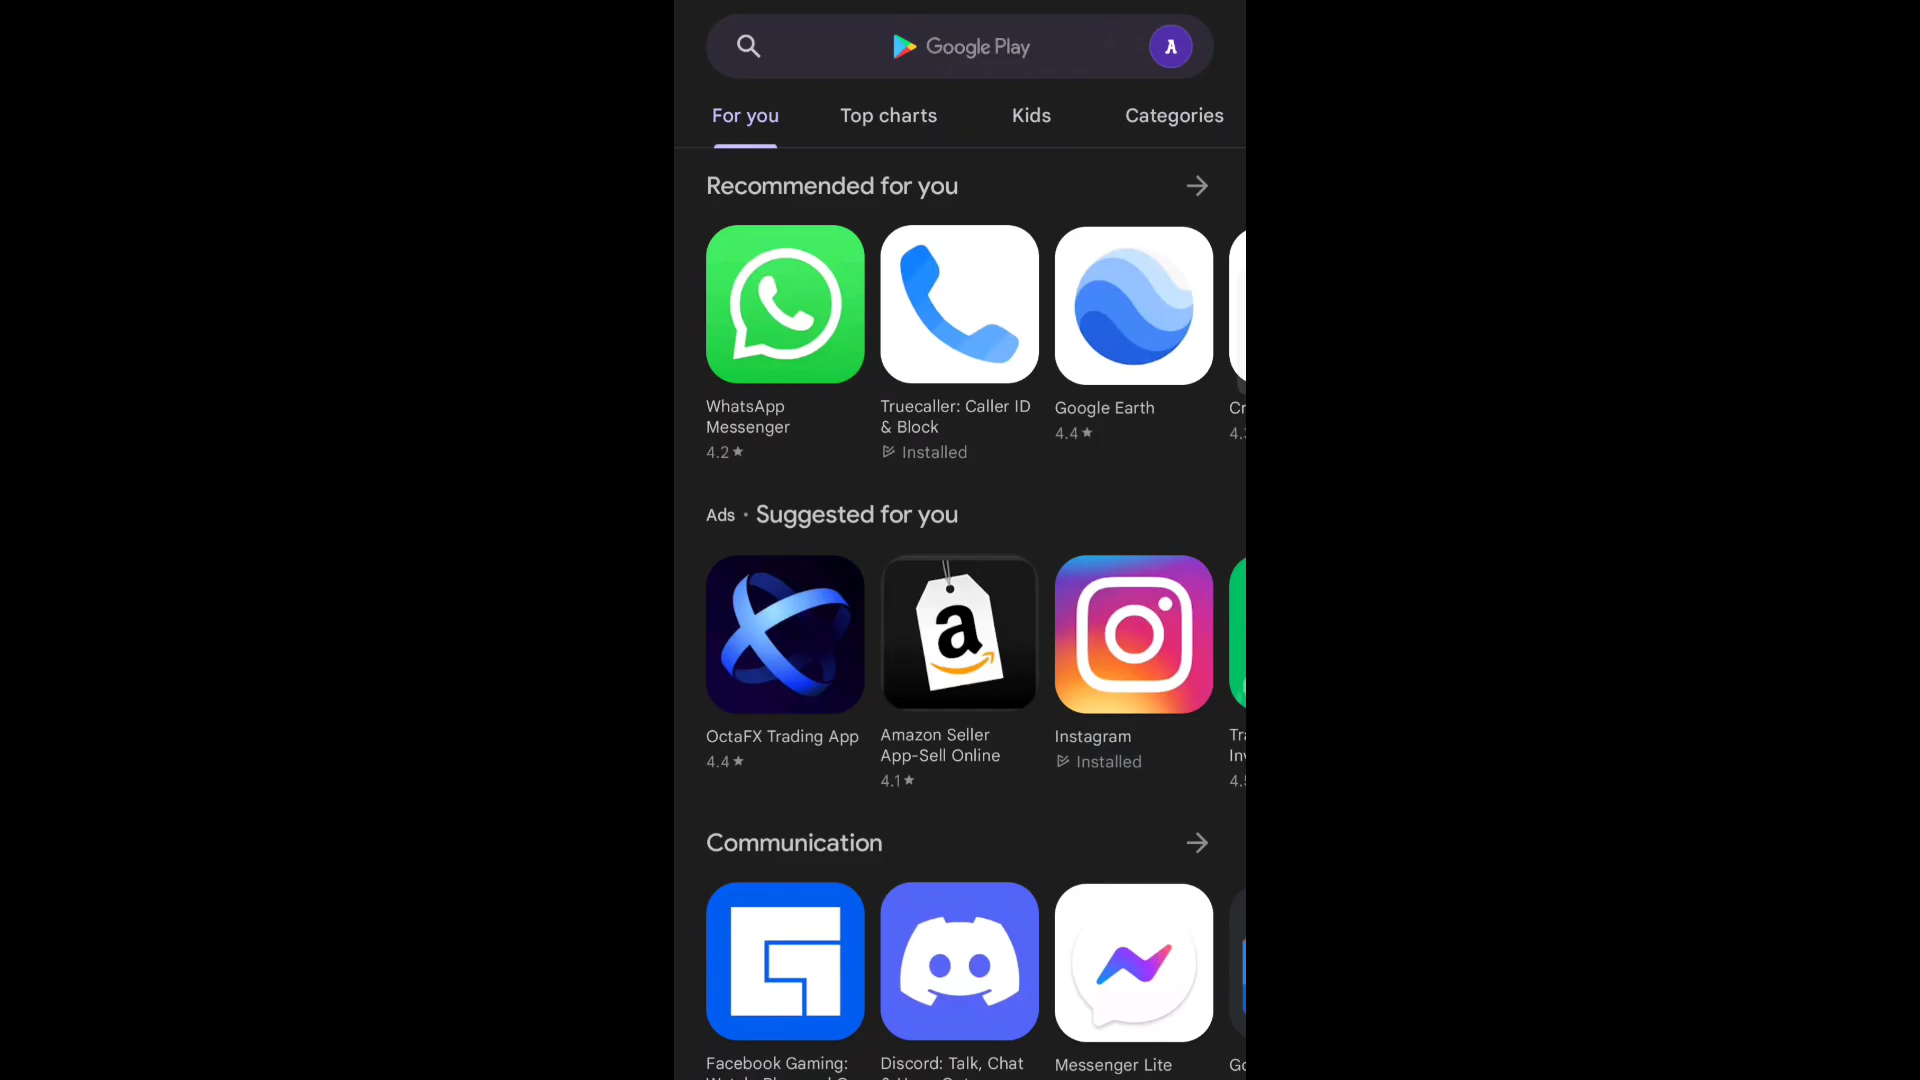 Google Play
A
For you
Top charts
Kids
Categories
Recommended for you
WhatsApp
Messenger
4.2★
Truecaller: Caller ID
& Block
Installed
Google Earth
4.4★
Ads • Suggested for you
OctaFX Trading App
4.4★
Amazon Seller
App-Sell Online
4.1★
Instagram
Installed
Communication
Facebook Gaming:
Discord: Talk, Chat
Messenger Lite